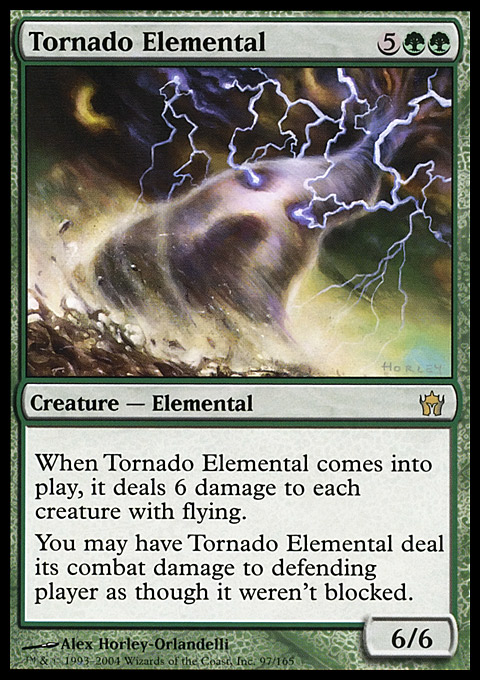 Tornado Elemental 5
HORLEY
Creature — Elemental
When Tornado Elemental comes into
play, it deals 6 damage to each
creature with flying.
You may have Tornado Elemental deal
its combat damage to defending
player as though it weren't blocked.
Alex Horley-Orlandelli
6/6
™ & © 1993–2004 Wizards of the Coast, Inc. 97/165